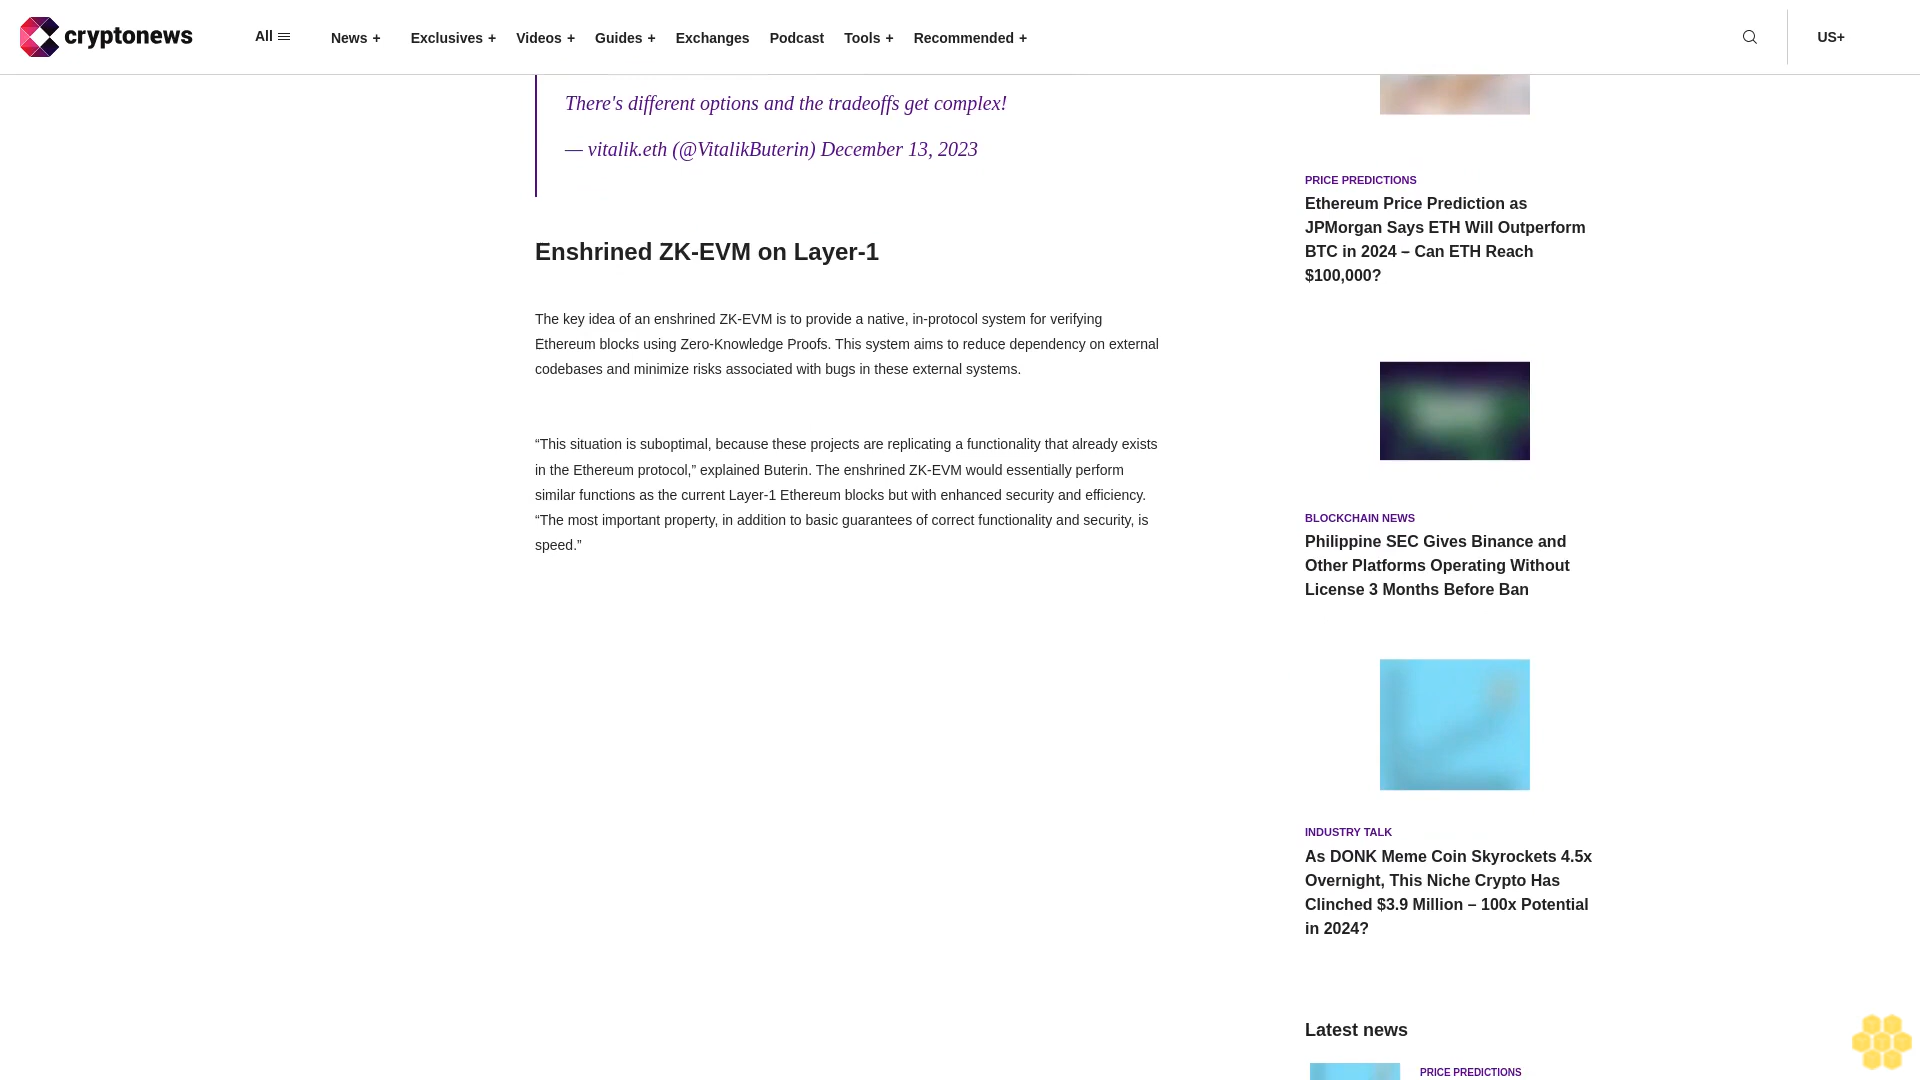 cryptonews
All
News +
Exclusives +
Videos +
Guides +
Exchanges
Podcast
Tools +
Recommended +
US+
There's different options and the tradeoffs get complex!
— vitalik.eth (@VitalikButerin) December 13, 2023
Enshrined ZK-EVM on Layer-1
The key idea of an enshrined ZK-EVM is to provide a native, in-protocol system for verifying
Ethereum blocks using Zero-Knowledge Proofs. This system aims to reduce dependency on external
codebases and minimize risks associated with bugs in these external systems.
“This situation is suboptimal, because these projects are replicating a functionality that already exists
in the Ethereum protocol,” explained Buterin. The enshrined ZK-EVM would essentially perform
similar functions as the current Layer-1 Ethereum blocks but with enhanced security and efficiency.
“The most important property, in addition to basic guarantees of correct functionality and security, is
speed.”
PRICE PREDICTIONS
Ethereum Price Prediction as
JPMorgan Says ETH Will Outperform
BTC in 2024 – Can ETH Reach
$100,000?
BLOCKCHAIN NEWS
Philippine SEC Gives Binance and
Other Platforms Operating Without
License 3 Months Before Ban
INDUSTRY TALK
As DONK Meme Coin Skyrockets 4.5x
Overnight, This Niche Crypto Has
Clinched $3.9 Million – 100x Potential
in 2024?
Latest news
PRICE PREDICTIONS